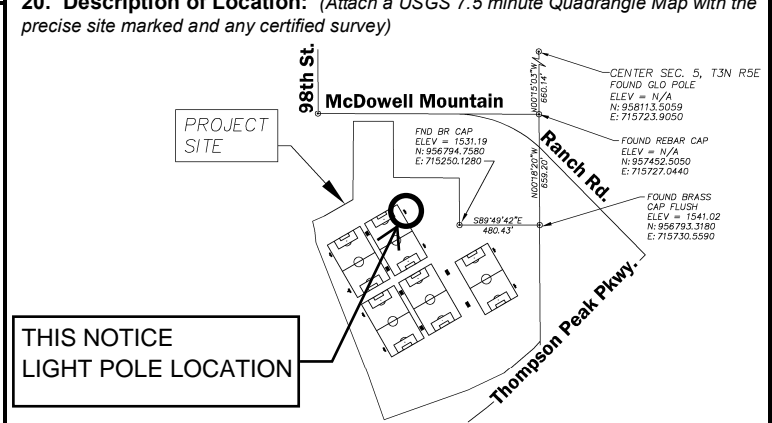 20. Description of Location: (Attach a USGS 7.5 minute Quadrangle Map with the
precise site marked and any certified survey)
98th St.
McDowell Mountain
Ranch Rd.
PROJECT
SITE
FND BR CAP
ELEV = 1531.19
N: 956794.7580
E: 715250.1280
N00°15'03"W
660.14'
CENTER SEC. 5, T3N R5E
FOUND GLO POLE
ELEV = N/A
N: 958113.5059
E: 715723.9050
FOUND REBAR CAP
ELEV = N/A
N: 957452.5050
E: 715727.0440
N00°18'20"W
659.20'
FOUND BRASS
CAP FLUSH
ELEV = 1541.02
N: 956793.3180
E: 715730.5590
S89°49'42"E
480.43'
THIS NOTICE
LIGHT POLE LOCATION
Thompson Peak Pkwy.